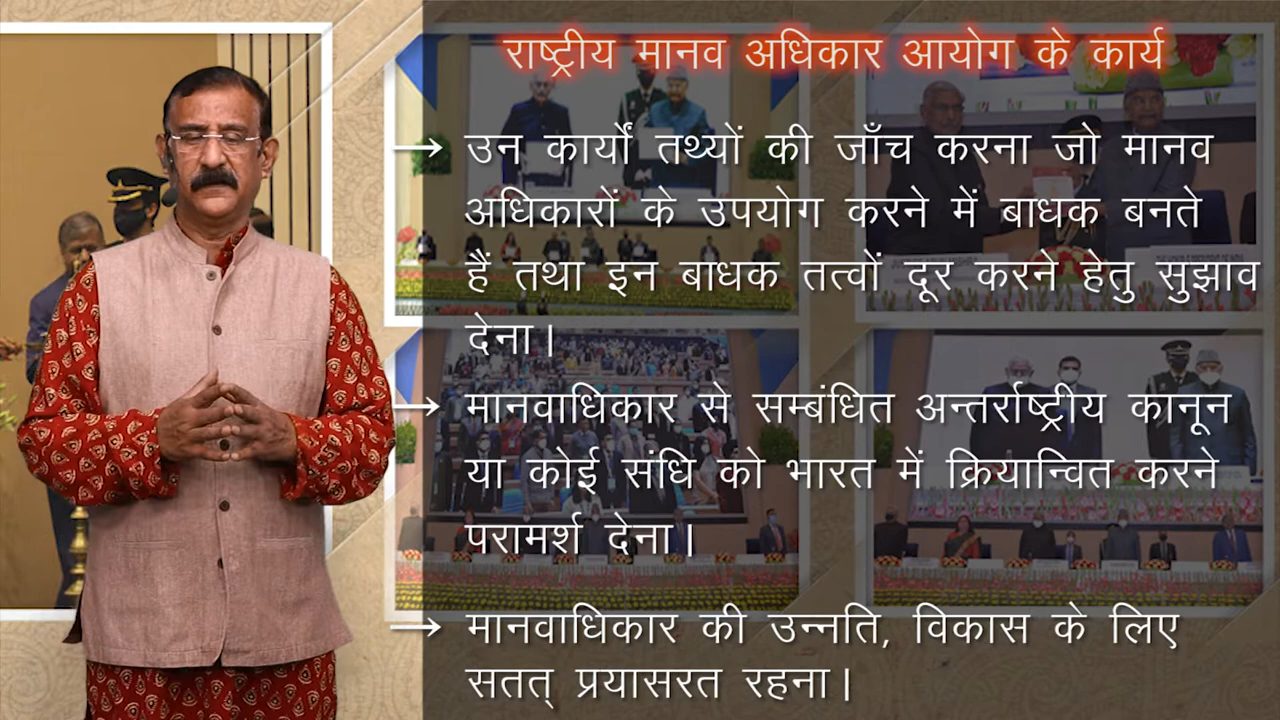 राष्ट्रीय मानव अधिकार आयोग के कार्य
→ उन कार्यों तथ्यों की जाँच करना जो मानव
अधिकारों के उपयोग करने में बाधक बनते
हैं तथा इन बाधक तत्वों दूर करने हेतु सुझाव
देना।
→ मानवाधिकार से सम्बंधित अन्तर्राष्ट्रीय कानून
या कोई संधि को भारत में क्रियान्वित करने
परामर्श देना।
→ मानवाधिकार की उन्नति, विकास के लिए
सतत् प्रयासरत रहना।